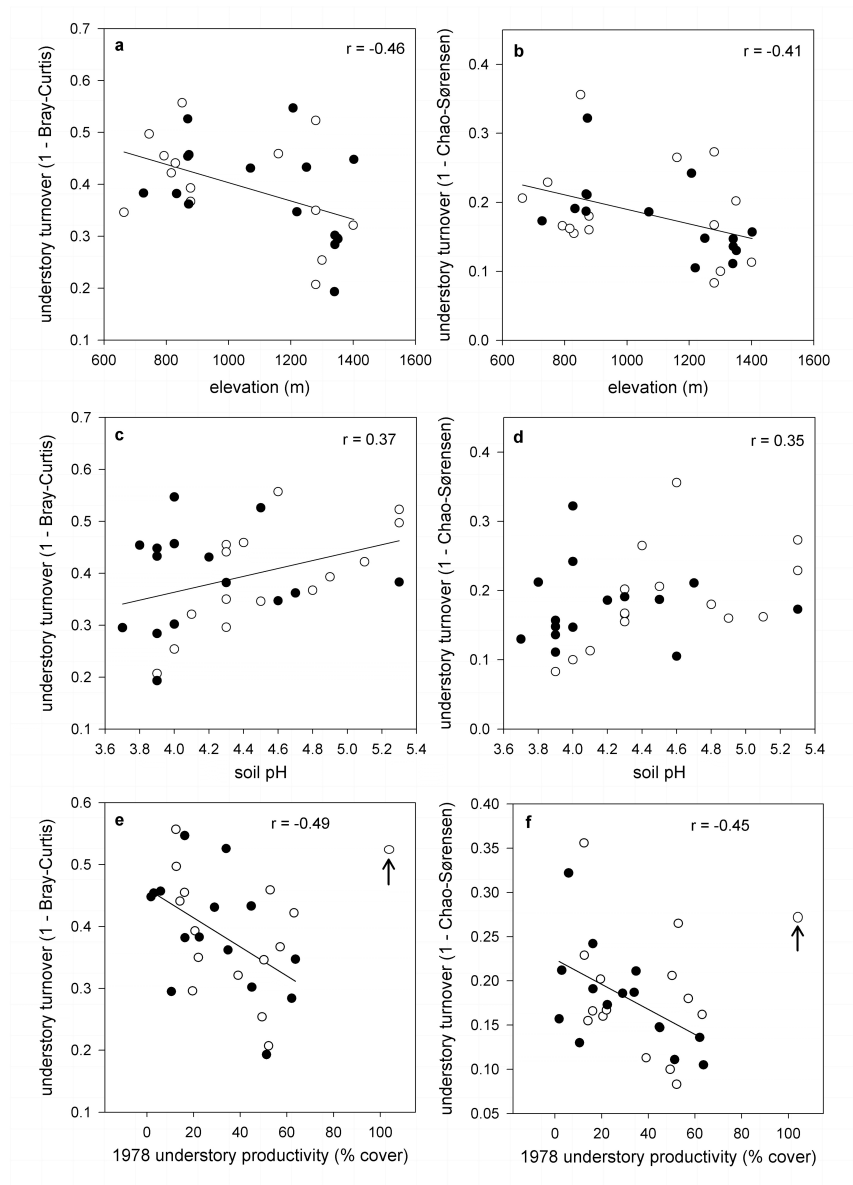 a
r = -0.46
understory turnover (1 - Bray-Curtis)
0.7
0.6
0.5
0.4
0.3
0.2
0.1
600 800 1000 1200 1400 1600
elevation (m)
b
r = -0.41
understory turnover (1 - Chao-Sørensen)
0.4
0.3
0.2
0.1
0.0
600 800 1000 1200 1400 1600
elevation (m)
c
r = 0.37
understory turnover (1 - Bray-Curtis)
0.7
0.6
0.5
0.4
0.3
0.2
0.1
3.6 3.8 4.0 4.2 4.4 4.6 4.8 5.0 5.2 5.4
soil pH
d
r = 0.35
understory turnover (1 - Chao-Sørensen)
0.4
0.3
0.2
0.1
0.0
3.6 3.8 4.0 4.2 4.4 4.6 4.8 5.0 5.2 5.4
soil pH
e
r = -0.49
understory turnover (1 - Bray-Curtis)
0.6
0.5
0.4
0.3
0.2
0.1
0 20 40 60 80 100
1978 understory productivity (% cover)
f
r = -0.45
understory turnover (1 - Chao-Sørensen)
0.40
0.35
0.30
0.25
0.20
0.15
0.10
0.05
0 20 40 60 80 100
1978 understory productivity (% cover)